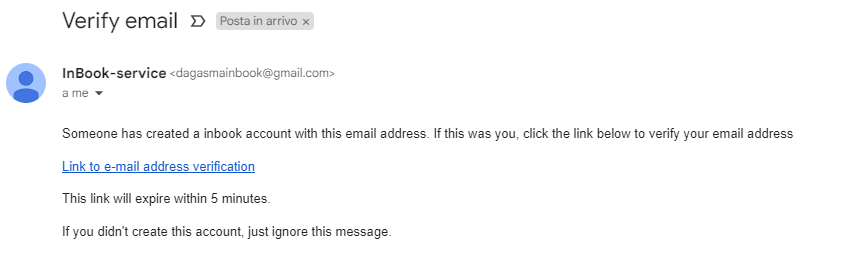 Verify email Posta in arrivo ×
InBook-service <dagasmainbook@gmail.com>
a me
Someone has created a inbook account with this email address. If this was you, click the link below to verify your email address
Link to e-mail address verification
This link will expire within 5 minutes.
If you didn't create this account, just ignore this message.